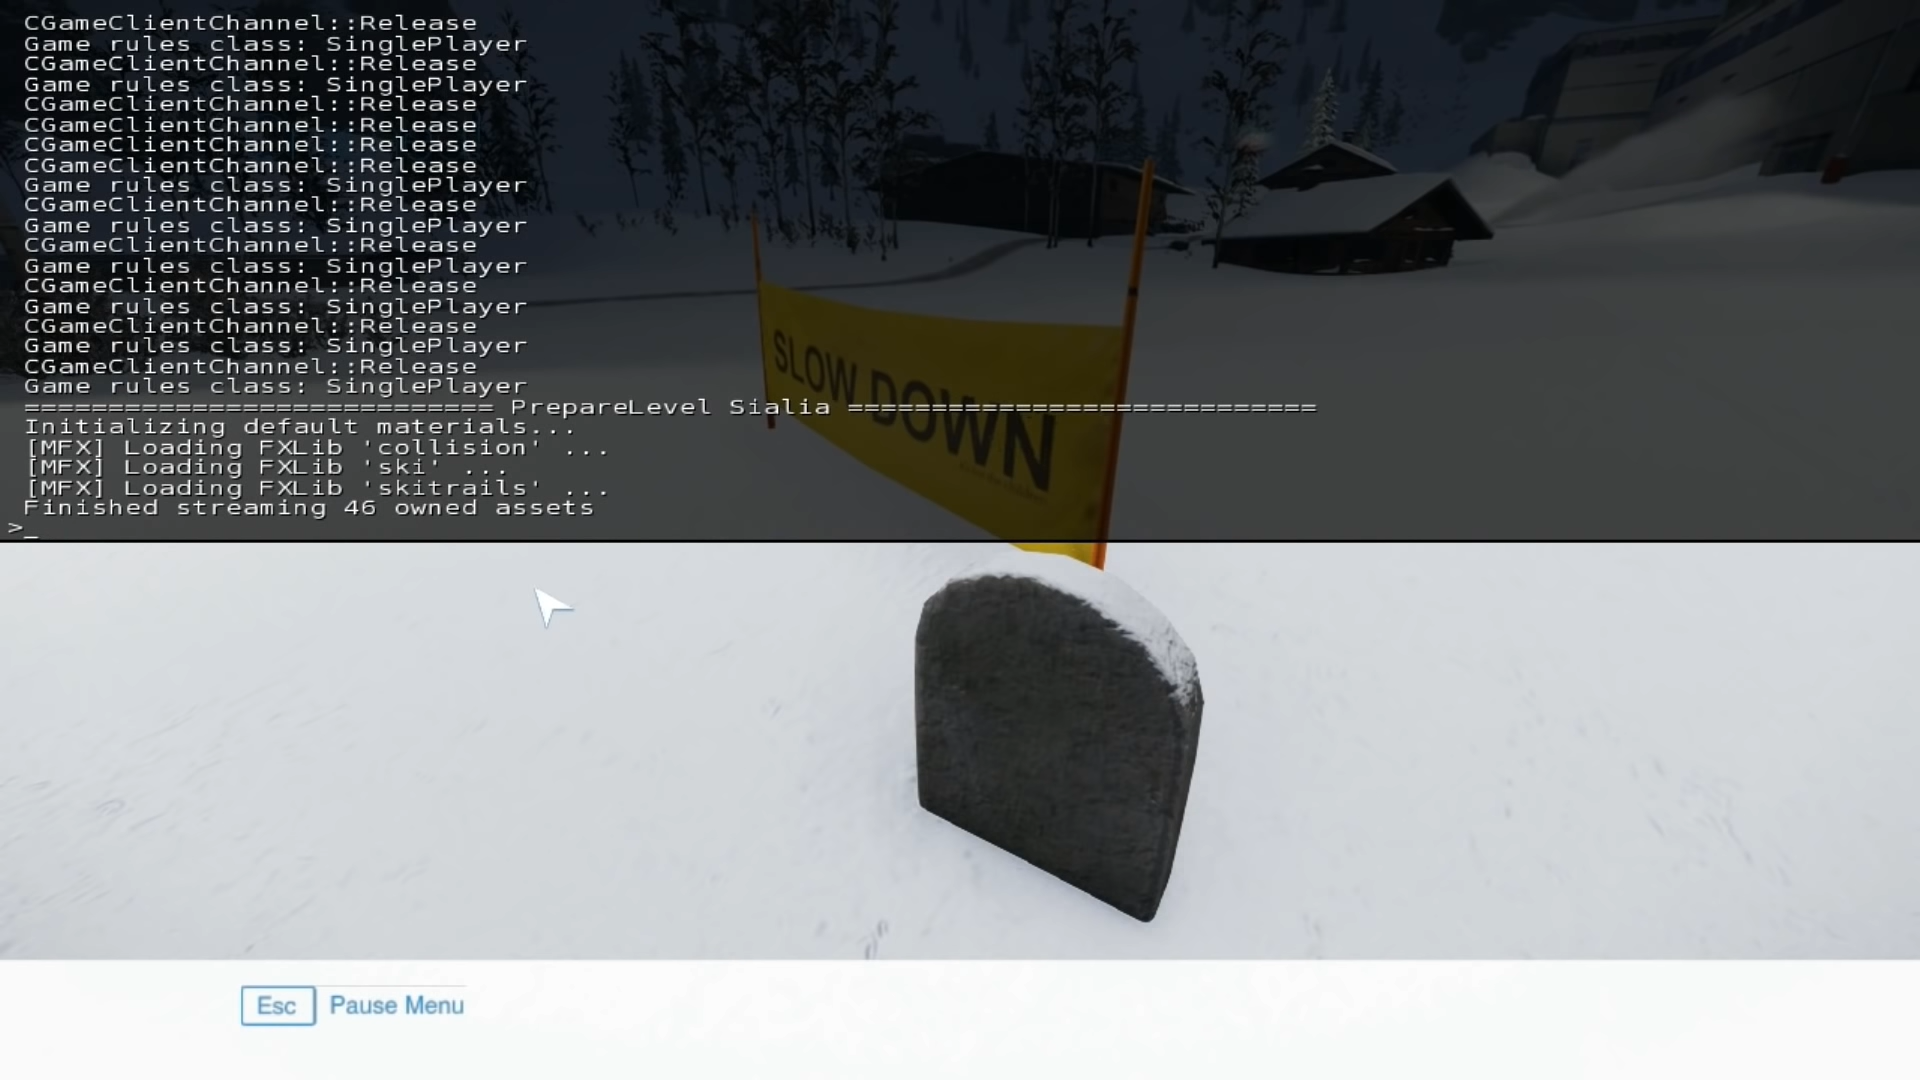 CGameClientChannel::Release
Game rules class: SinglePlayer
CGameClientChannel::Release
Game rules class: SinglePlayer
CGameClientChannel::Release
CGameClientChannel::Release
CGameClientChannel::Release
CGameClientChannel::Release
Game rules class: SinglePlayer
CGameClientChannel::Release
Game rules class: SinglePlayer
CGameClientChannel::Release
Game rules class: SinglePlayer
CGameClientChannel::Release
Game rules class: SinglePlayer
CGameClientChannel::Release
Game rules class: SinglePlayer
CGameClientChannel::Release
Game rules class: SinglePlayer
============================ PrepareLevel Sialia ============================
Initializing default materials...
[MFX] Loading FXLib 'collision' ...
[MFX] Loading FXLib 'ski' ...
[MFX] Loading FXLib 'skitrails' ...
Finished streaming 46 owned assets
>_
SLOW DOWN
Esc Pause Menu